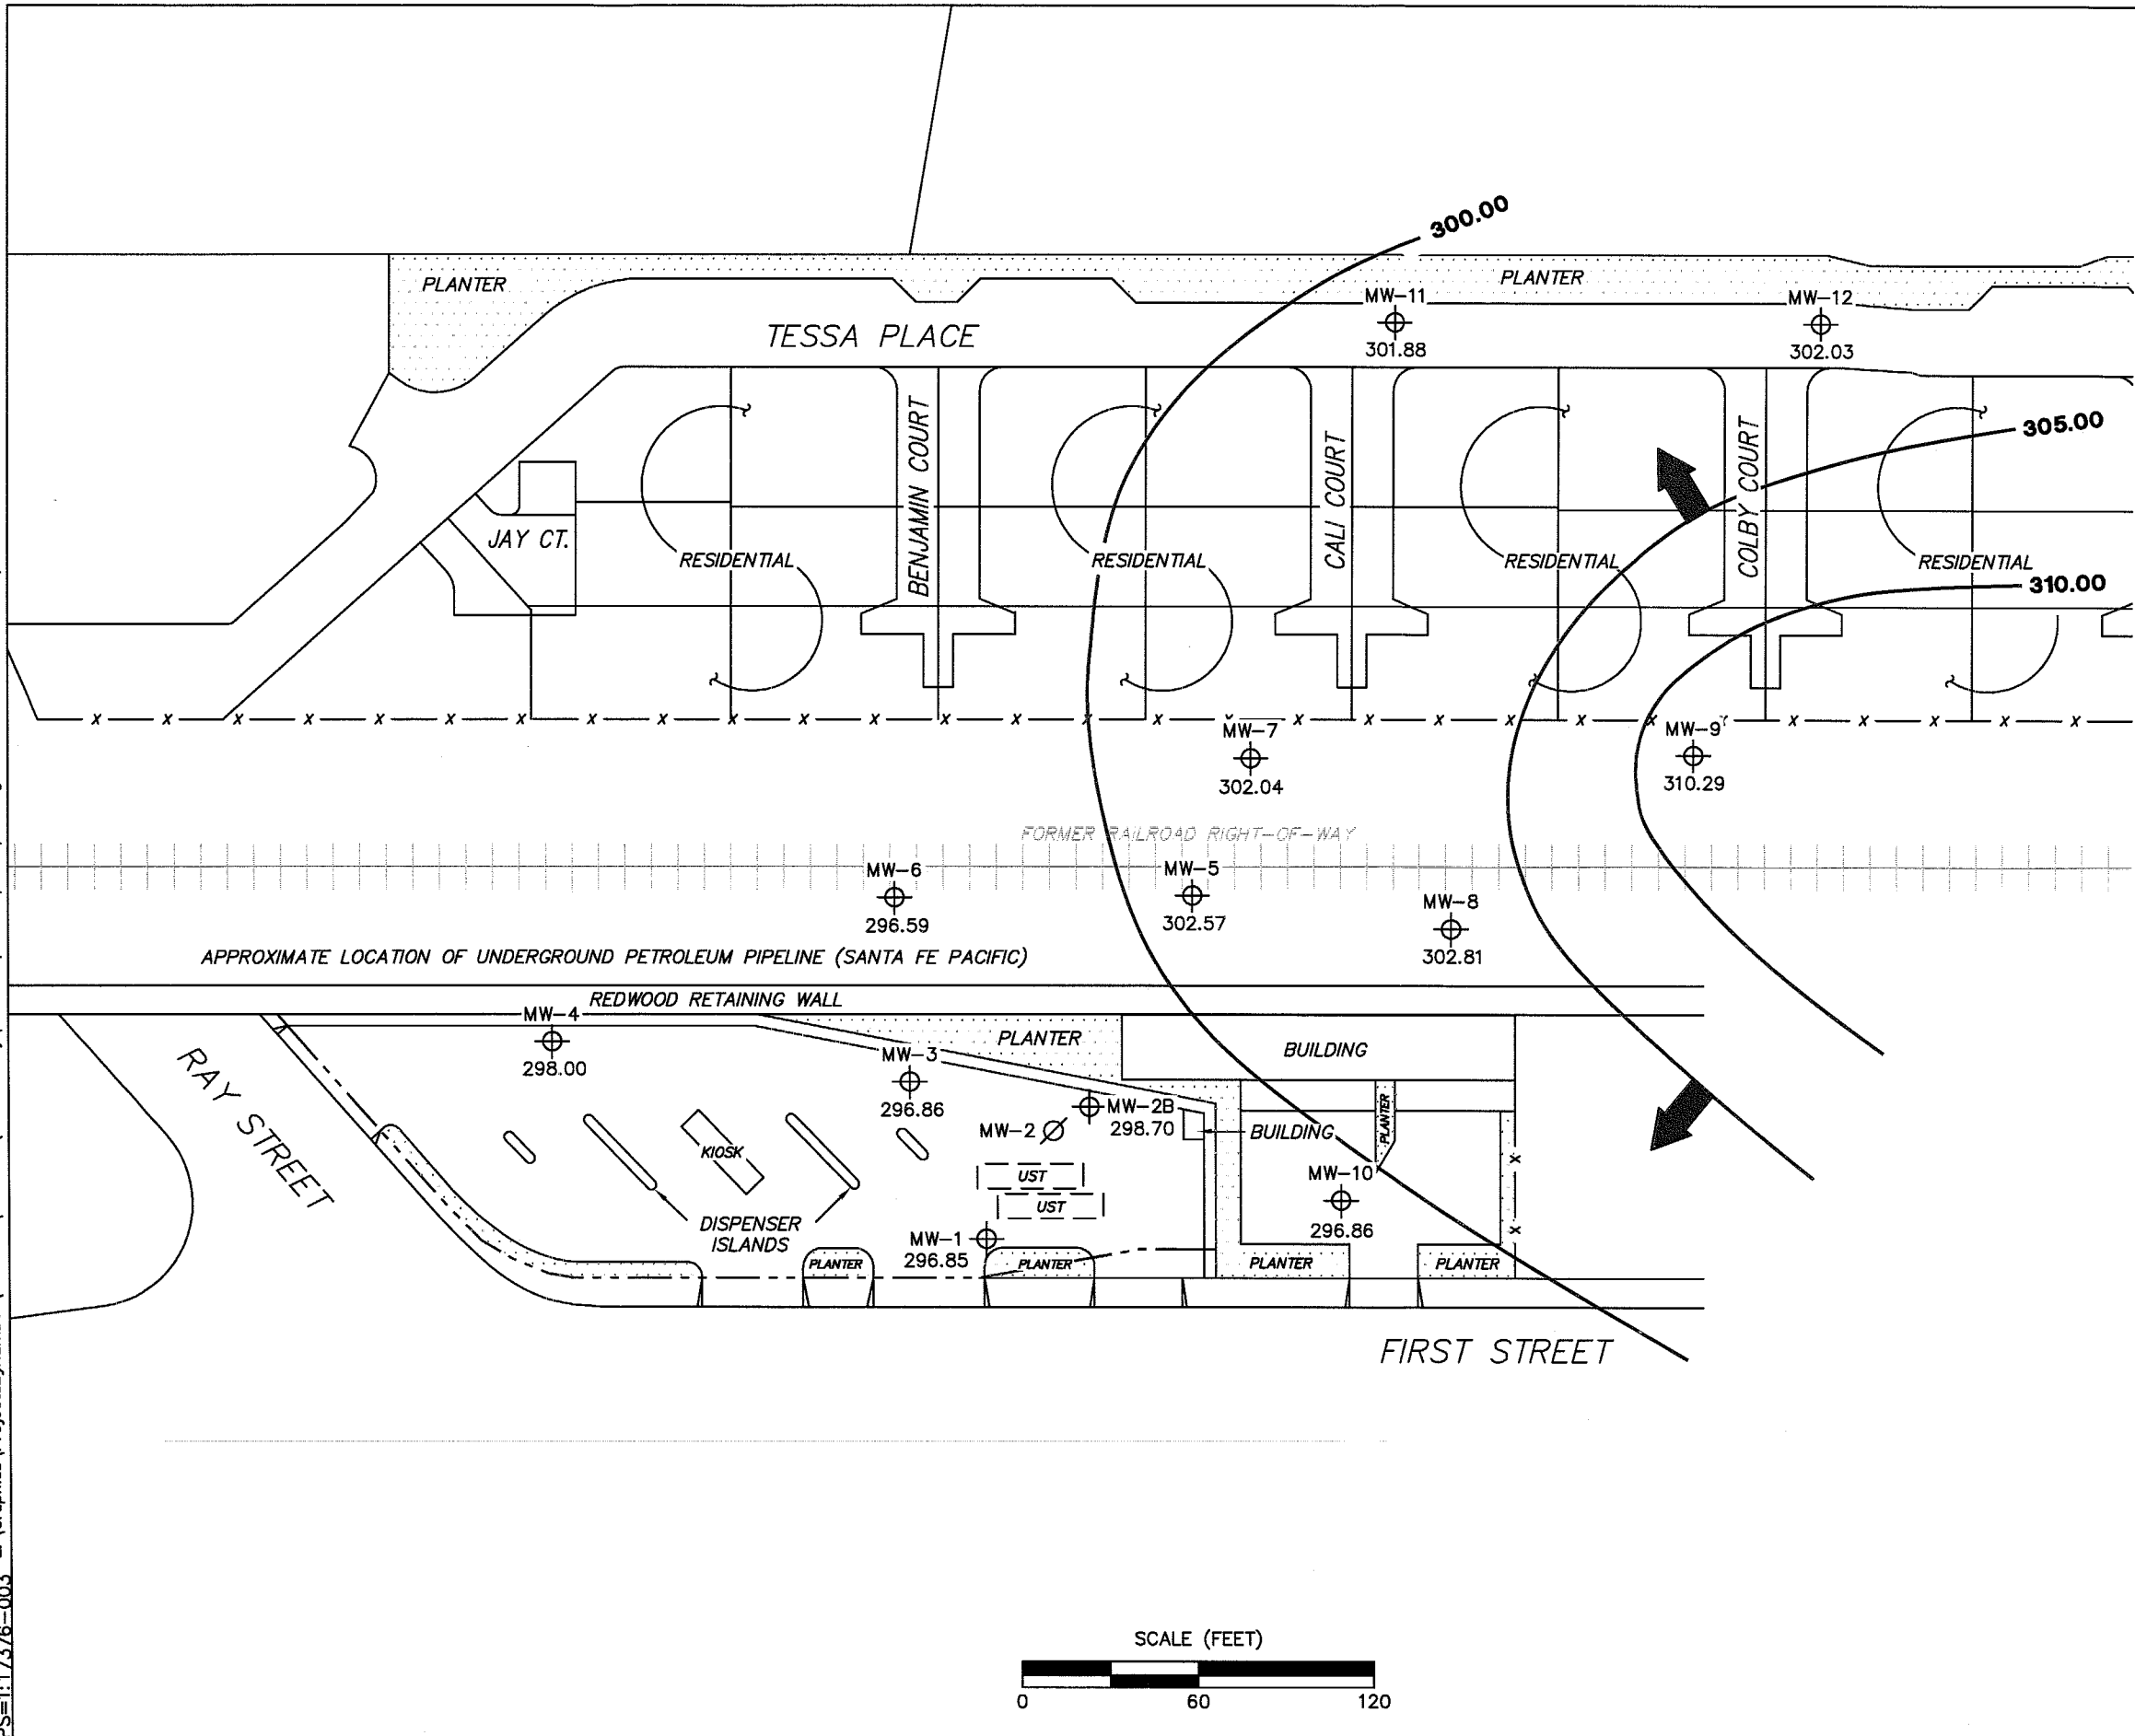 300.00
PLANTER
PLANTER
MW-11
301.88
MW-12
302.03
TESSA PLACE
305.00
BENJAMIN COURT
CALI COURT
COLBY COURT
JAY CT.
RESIDENTIAL
RESIDENTIAL
RESIDENTIAL
RESIDENTIAL
310.00
x x x x x x x x x x x x x x x x x x x x x x x x x x x x
MW-7
302.04
MW-9
310.29
FORMER RAILROAD RIGHT-OF-WAY
MW-6
296.59
MW-5
302.57
MW-8
302.81
APPROXIMATE LOCATION OF UNDERGROUND PETROLEUM PIPELINE (SANTA FE PACIFIC)
REDWOOD RETAINING WALL
MW-4
298.00
MW-3
296.86
PLANTER
BUILDING
RAY STREET
KIOSK
MW-2B
298.70
MW-2
BUILDING
PLANTER
UST
UST
x
x
MW-10
296.86
DISPENSER
ISLANDS
MW-1
296.85
PLANTER
PLANTER
PLANTER
PLANTER
FIRST STREET
SCALE (FEET)
0 60 120